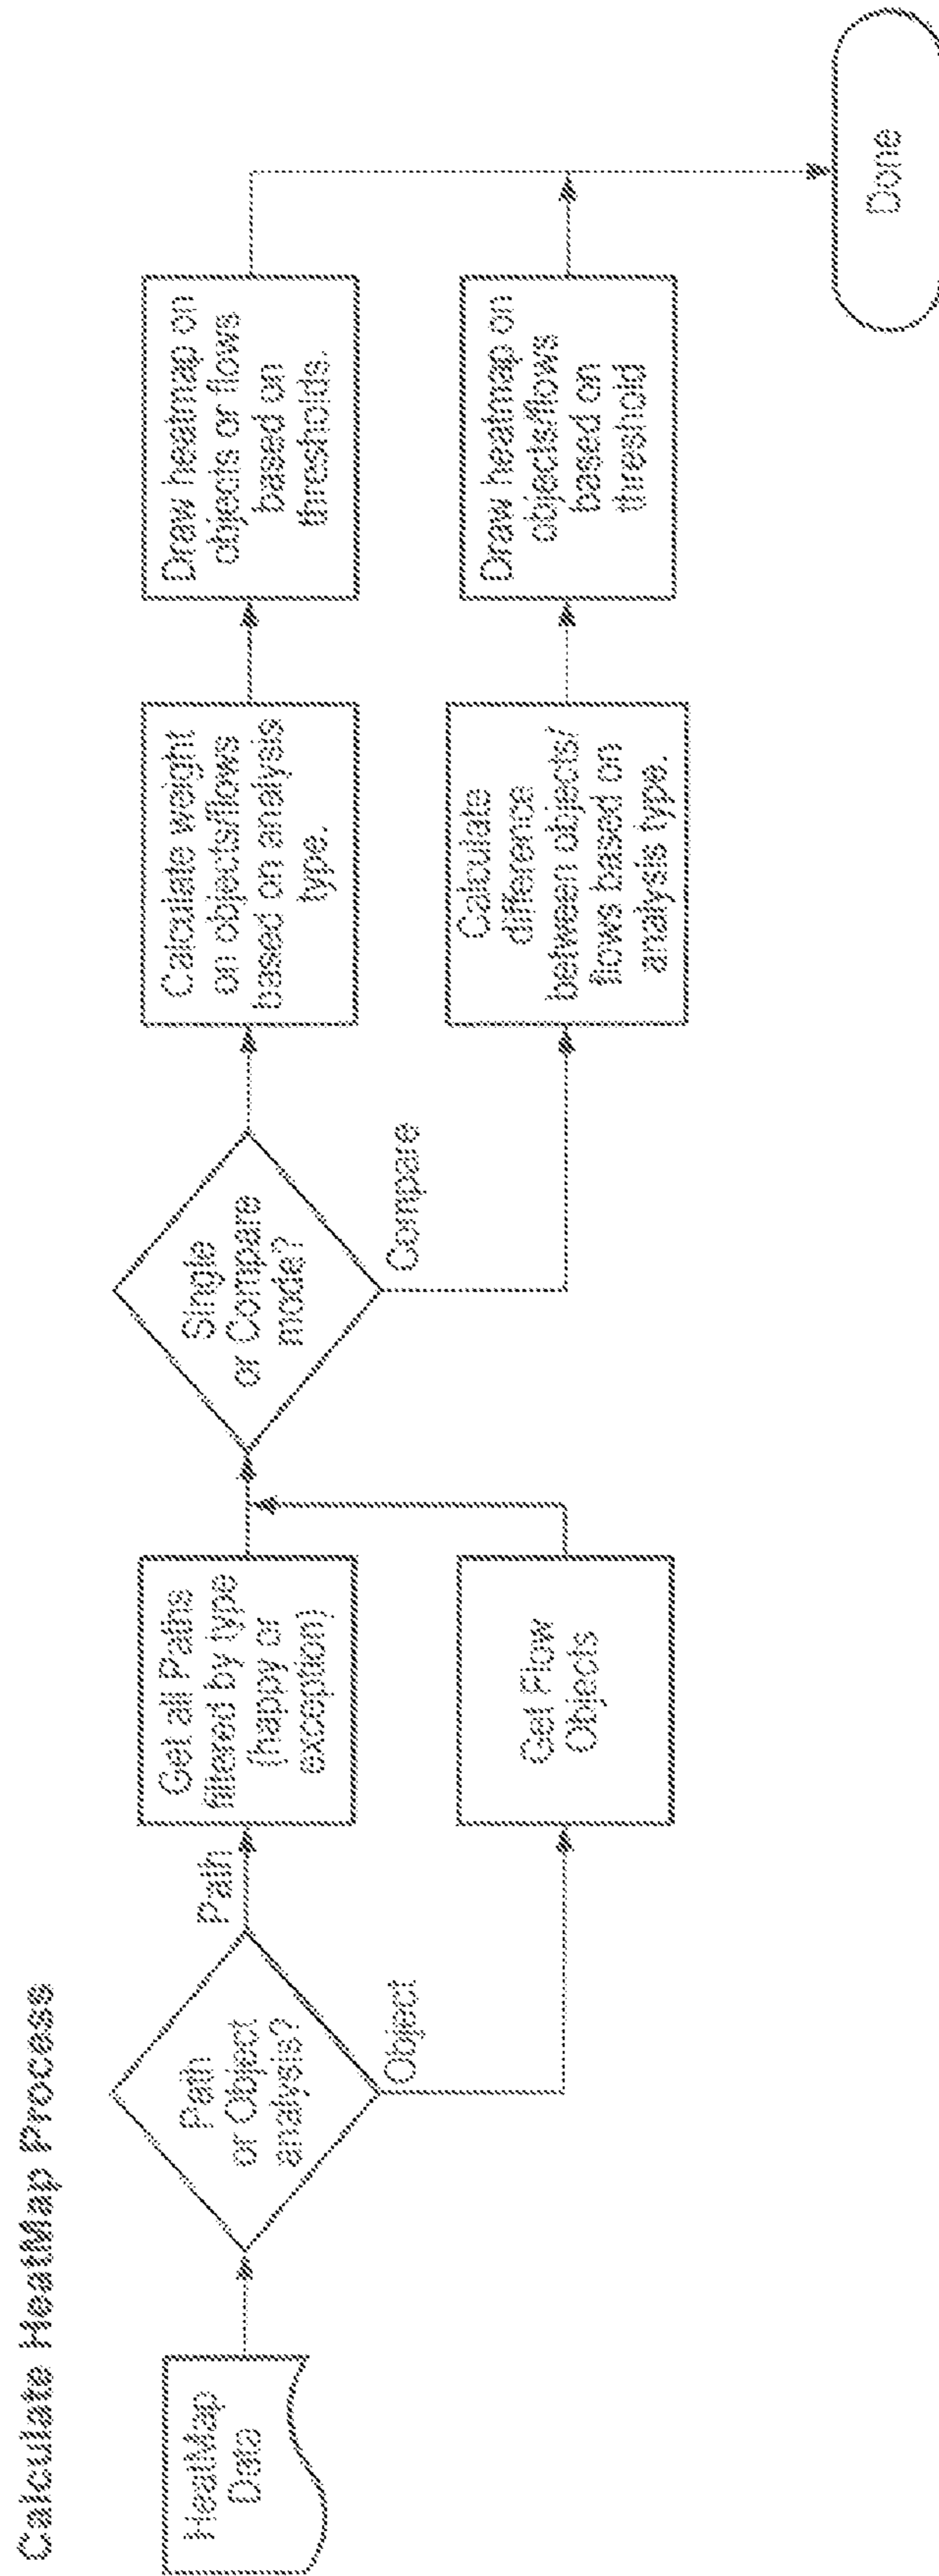 Calculate HeatMap Process
HeatMap
Data
Path
or Object
analysis?
Path
Object
Get all Paths
filtered by type
(happy or
exception)
Get Flow
Objects
Single
or Compare
mode?
Compare
Calculate weight
on objects/flows
based on analysis
type.
Calculate
difference
between objects/
flows based on
analysis type.
Draw heatmap on
objects or flows
based on
thresholds.
Draw heatmap on
objects/flows
based on
threshold
Done